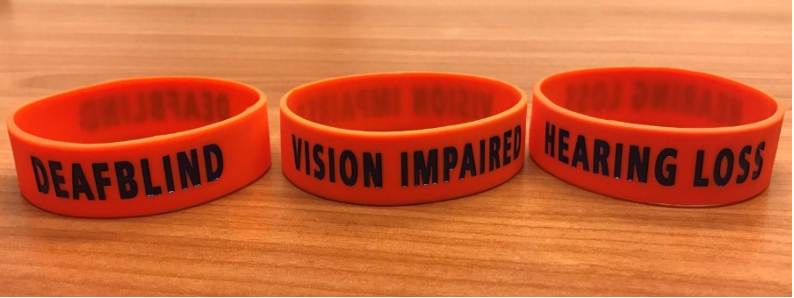 DEAFBLIND
VISION IMPAIRED
HEARING LOSS